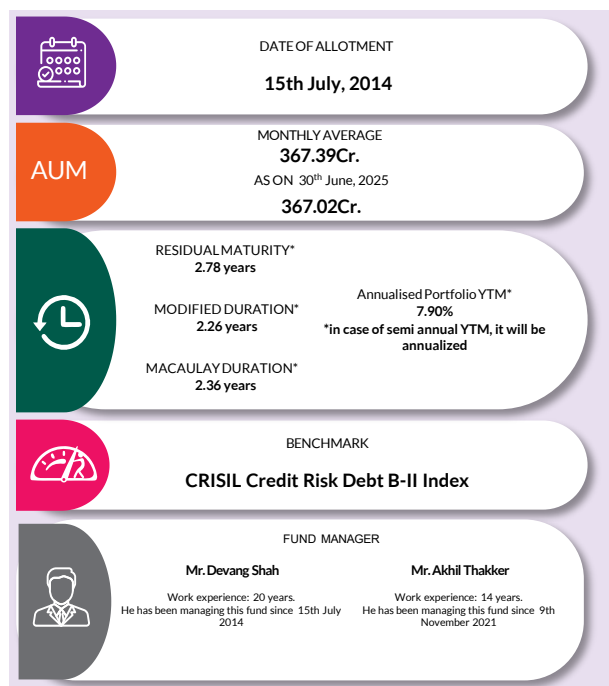 DATE OF ALLOTMENT
15th July, 2014
AUM
MONTHLY AVERAGE
367.39Cr.
AS ON 30th June, 2025
367.02Cr.
RESIDUAL MATURITY*
2.78 years
MODIFIED DURATION*
2.26 years
MACAULAY DURATION*
2.36 years
Annualised Portfolio YTM*
7.90%
*in case of semi annual YTM, it will be
annualized
BENCHMARK
CRISIL Credit Risk Debt B-II Index
FUND MANAGER
Mr. Devang Shah
Work experience: 20 years.
He has been managing this fund since 15th July
2014
Mr. Akhil Thakker
Work experience: 14 years.
He has been managing this fund since 9th
November 2021